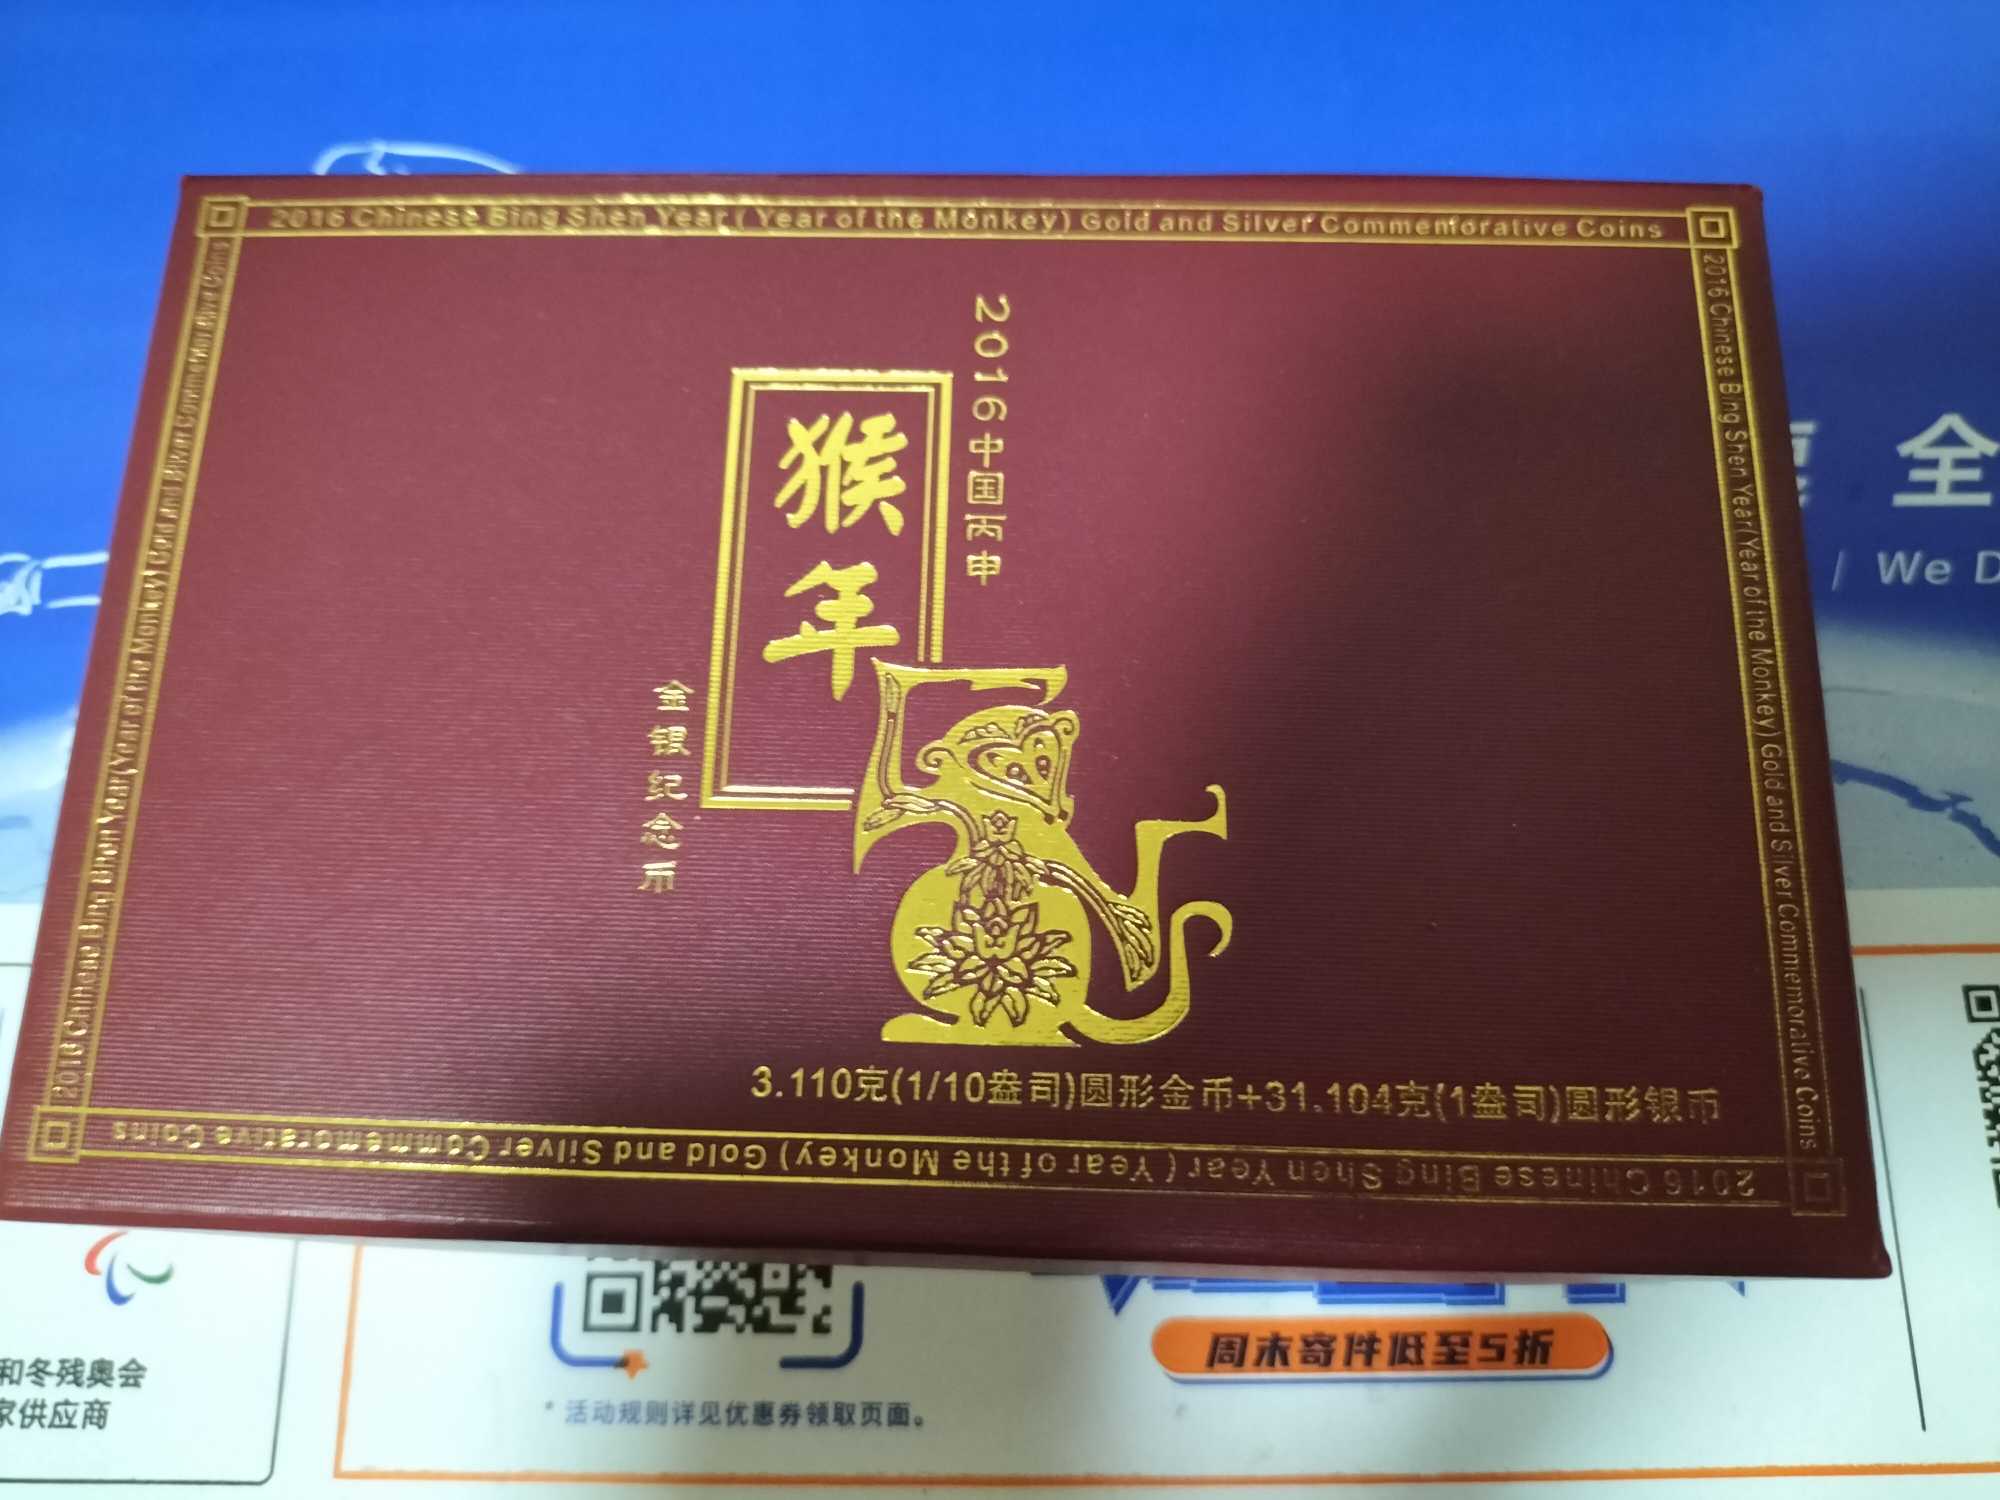 2016 Chinese Bing Shen Year ( Year of the Monkey) Gold and Silver Commemorative Coins
2016 Chinese Bing Shen Year(Year of the Monkey) Gold and Silver Commemorative Coins
2016中国丙申
猴年
金银纪念币
3.110克(1/10盎司)圆形金币+31.104克(1盎司)圆形银币
2016 Chinese Bing Shen Year(Year of the Monkey) Gold and Silver Commemorative Coins
2016 Chinese Bing Shen Year ( Year of the Monkey) Gold and Silver Commemorative Coins
全
/ We D
和冬残奥会
家供应商
* 活动规则详见优惠券领取页面。
周末寄件低至5折